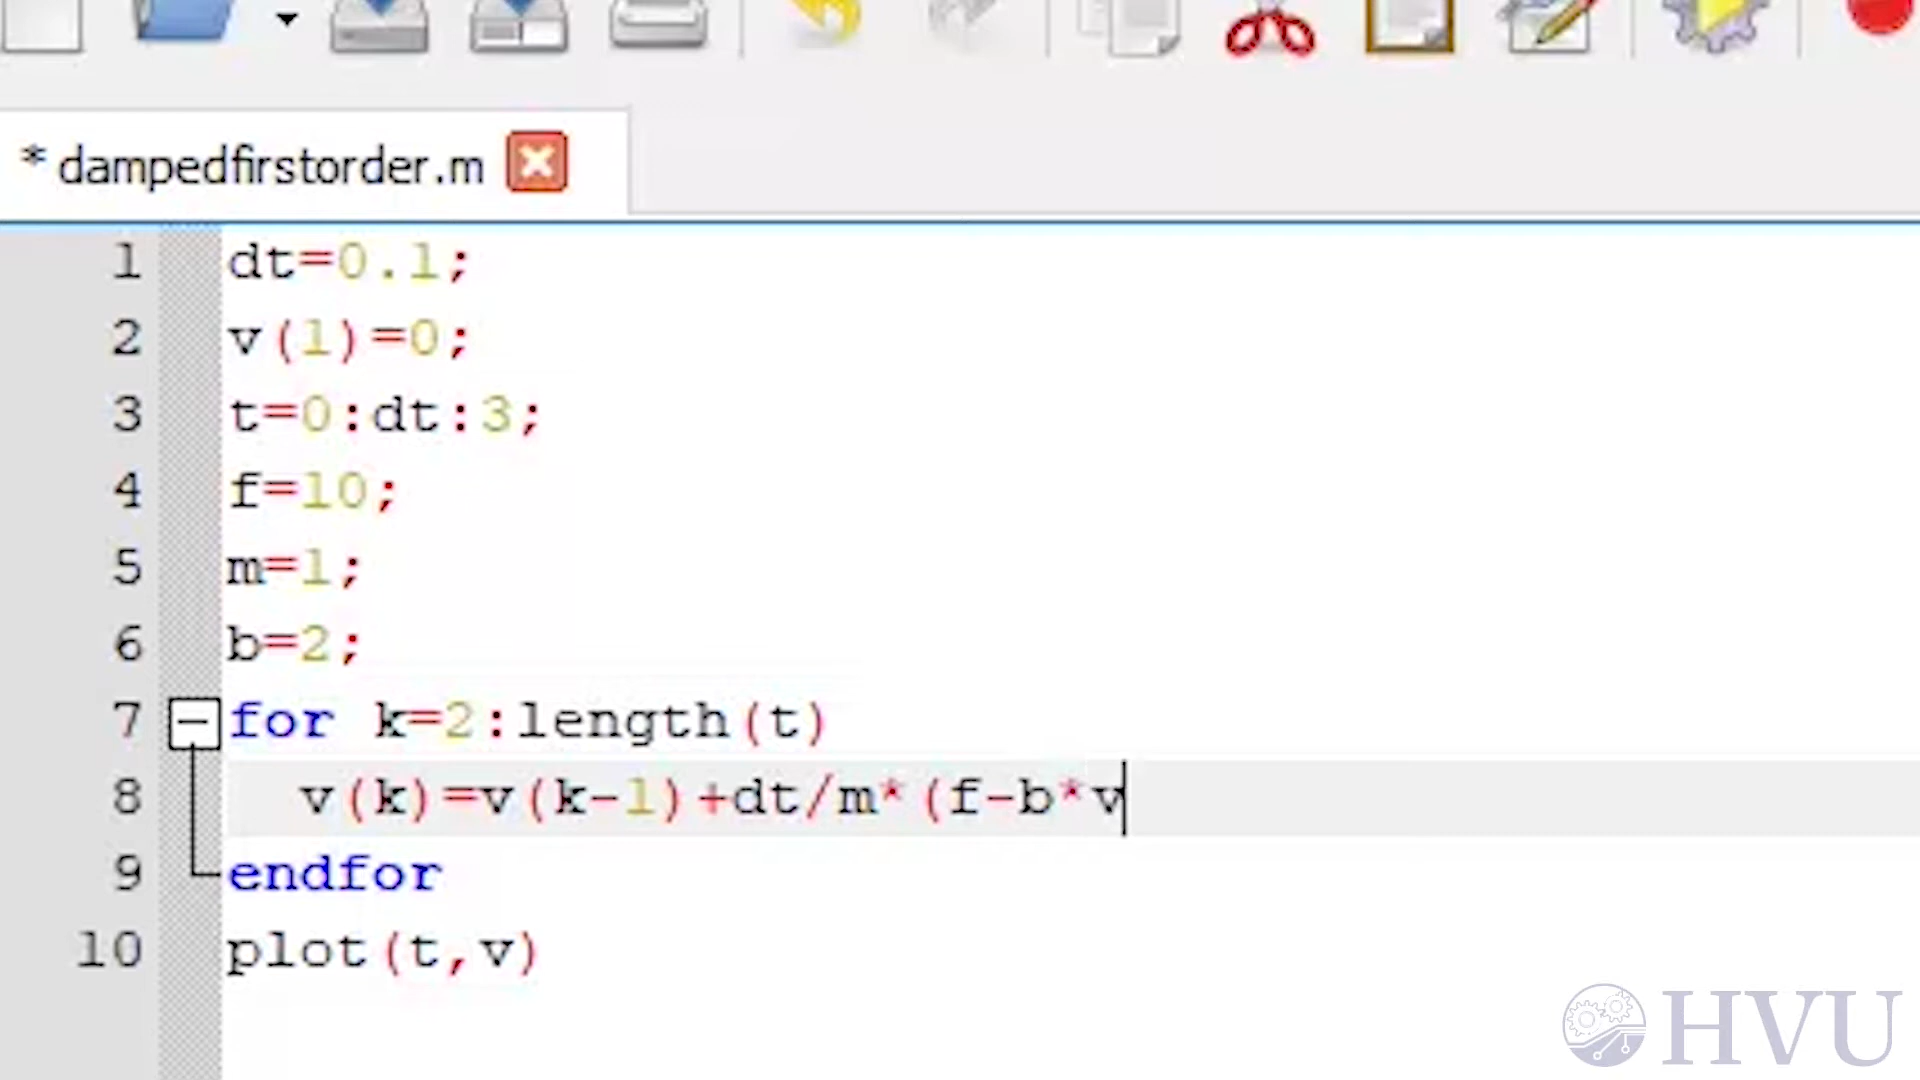 * dampedfirstorder.m
1 dt=0.1;
2 v(1)=0;
3 t=0:dt:3;
4 f=10;
5 m=1;
6 b=2;
7 for k=2:length(t)
8 v(k)=v(k-1)+dt/m*(f-b*v
9 endfor
10 plot(t,v)
HVU